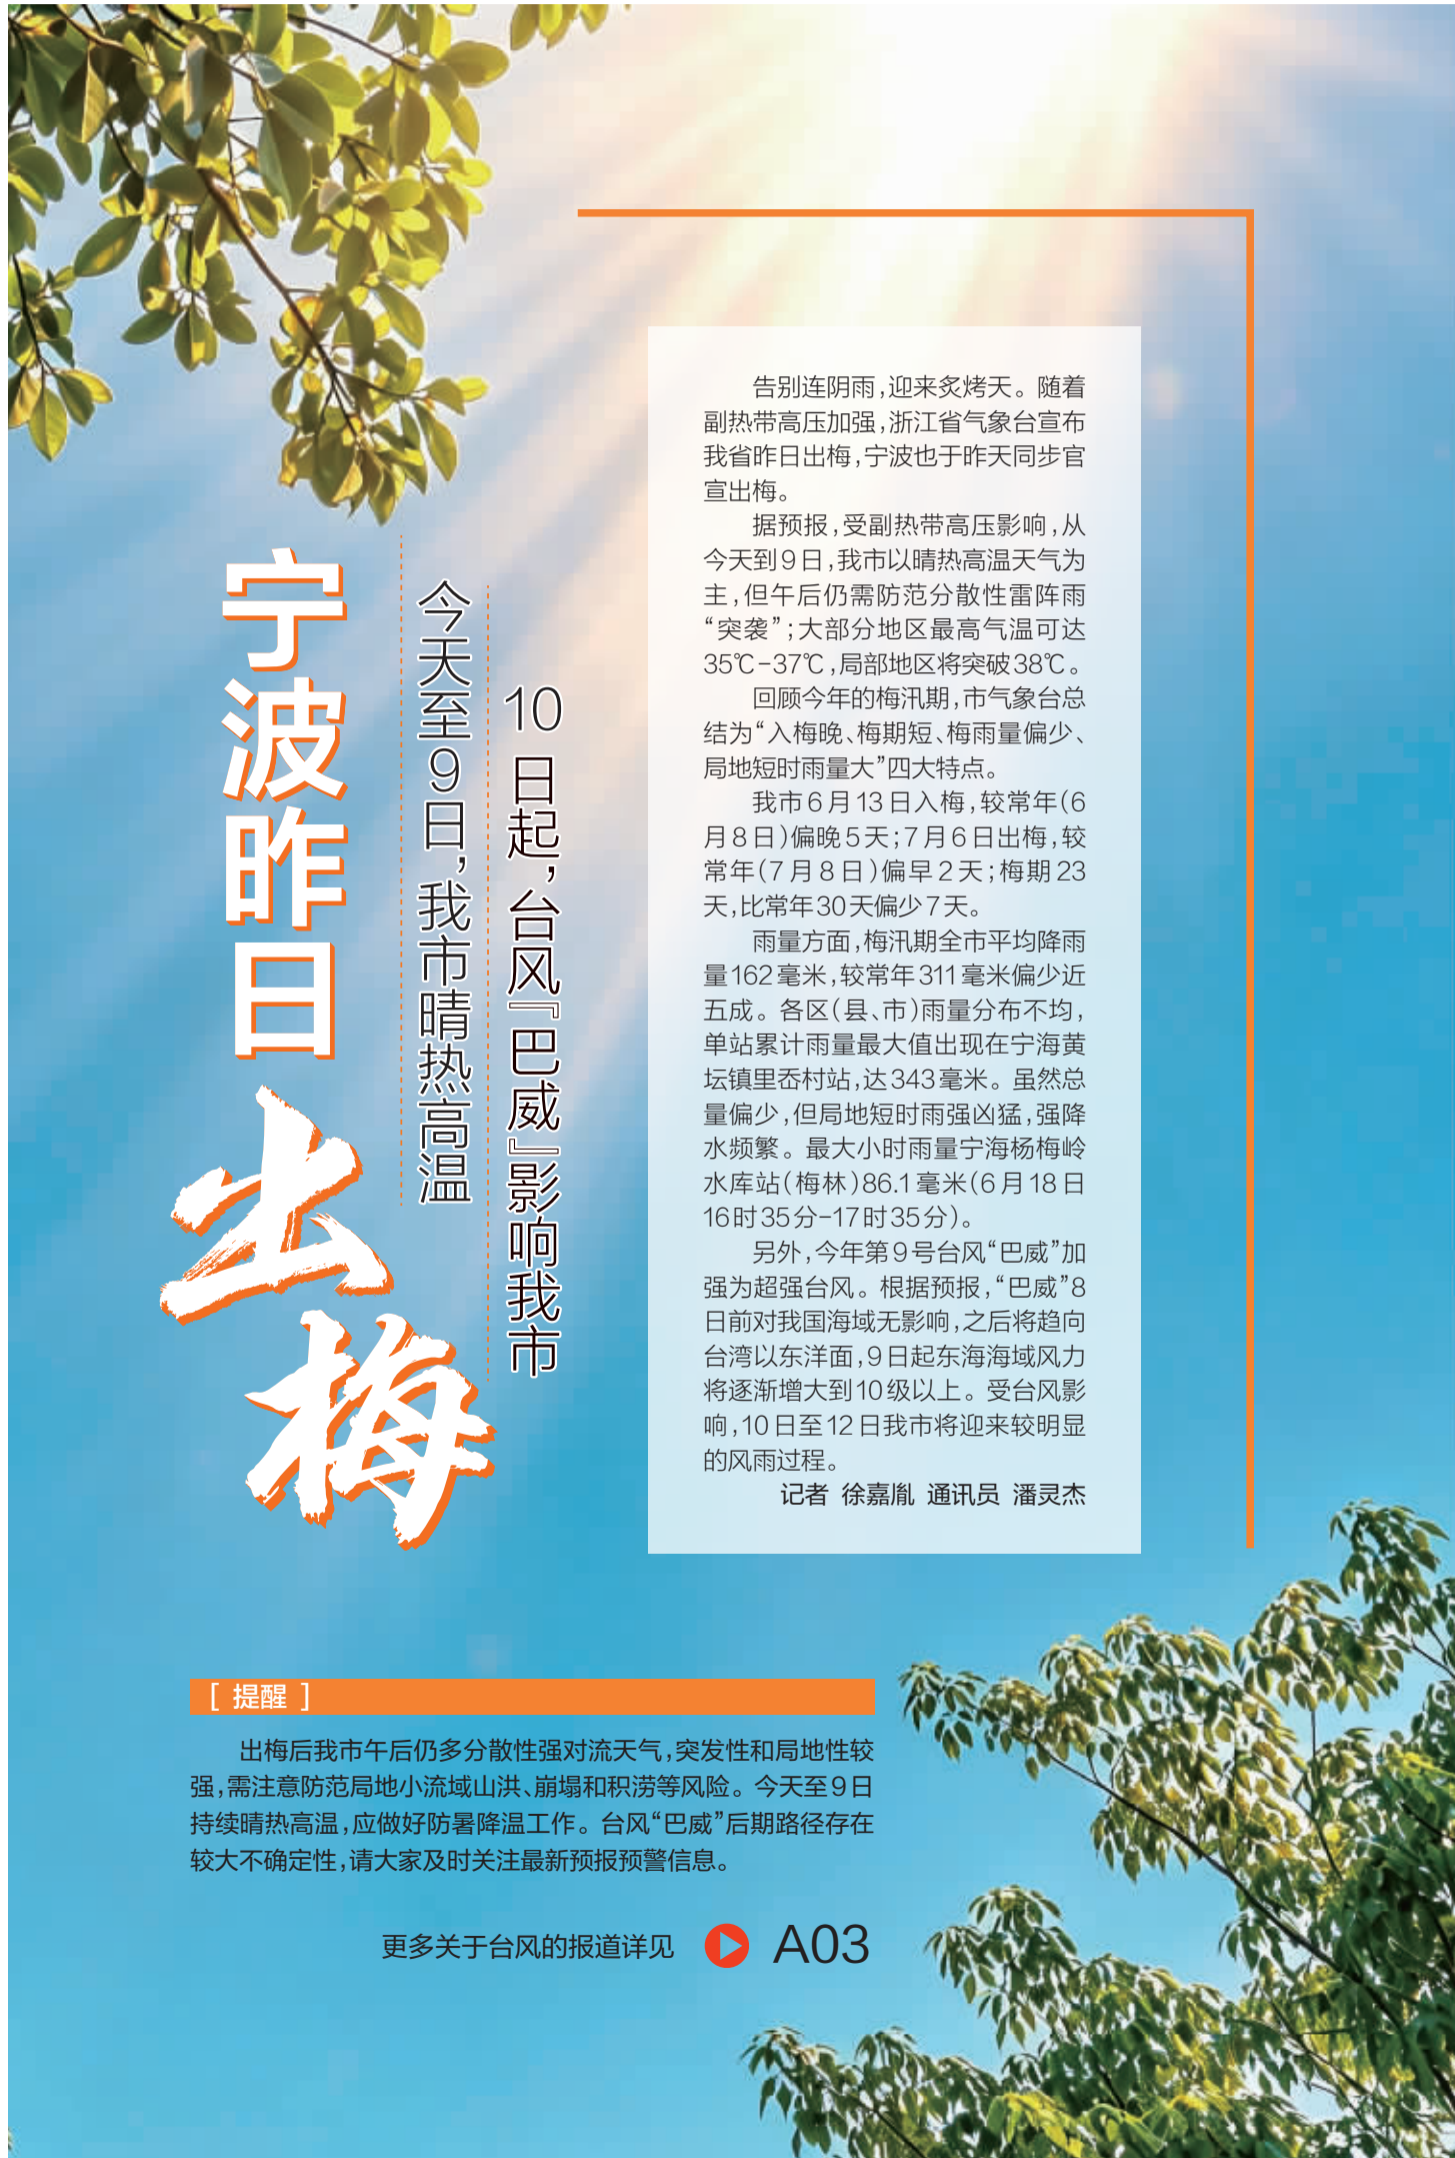 宁波昨日
出梅
今天至9日，我市晴热高温
10日起，台风『巴威』影响我市
告别连阴雨，迎来炙烤天。随着
副热带高压加强，浙江省气象台宣布
我省昨日出梅，宁波也于昨天同步官
宣出梅。
据预报，受副热带高压影响，从
今天到9日，我市以晴热高温天气为
主，但午后仍需防范分散性雷阵雨
“突袭”；大部分地区最高气温可达
35℃-37℃，局部地区将突破38℃。
回顾今年的梅汛期，市气象台总
结为“入梅晚、梅期短、梅雨量偏少、
局地短时雨量大”四大特点。
我市6月13日入梅，较常年(6
月8日)偏晚5天；7月6日出梅，较
常年(7月8日)偏早2天；梅期23
天，比常年30天偏少7天。
雨量方面，梅汛期全市平均降雨
量162毫米，较常年311毫米偏少近
五成。各区(县、市)雨量分布不均，
单站累计雨量最大值出现在宁海黄
坛镇里岙村站，达343毫米。虽然总
量偏少，但局地短时雨强凶猛，强降
水频繁。最大小时雨量宁海杨梅岭
水库站(梅林)86.1毫米(6月18日
16时35分-17时35分)。
另外，今年第9号台风“巴威”加
强为超强台风。根据预报，“巴威”8
日前对我国海域无影响，之后将趋向
台湾以东洋面，9日起东海海域风力
将逐渐增大到10级以上。受台风影
响，10日至12日我市将迎来较明显
的风雨过程。
记者 徐嘉胤 通讯员 潘灵杰
[ 提醒 ]
出梅后我市午后仍多分散性强对流天气，突发性和局地性较
强，需注意防范局地小流域山洪、崩塌和积涝等风险。今天至9日
持续晴热高温，应做好防暑降温工作。台风“巴威”后期路径存在
较大不确定性，请大家及时关注最新预报预警信息。
更多关于台风的报道详见 A03